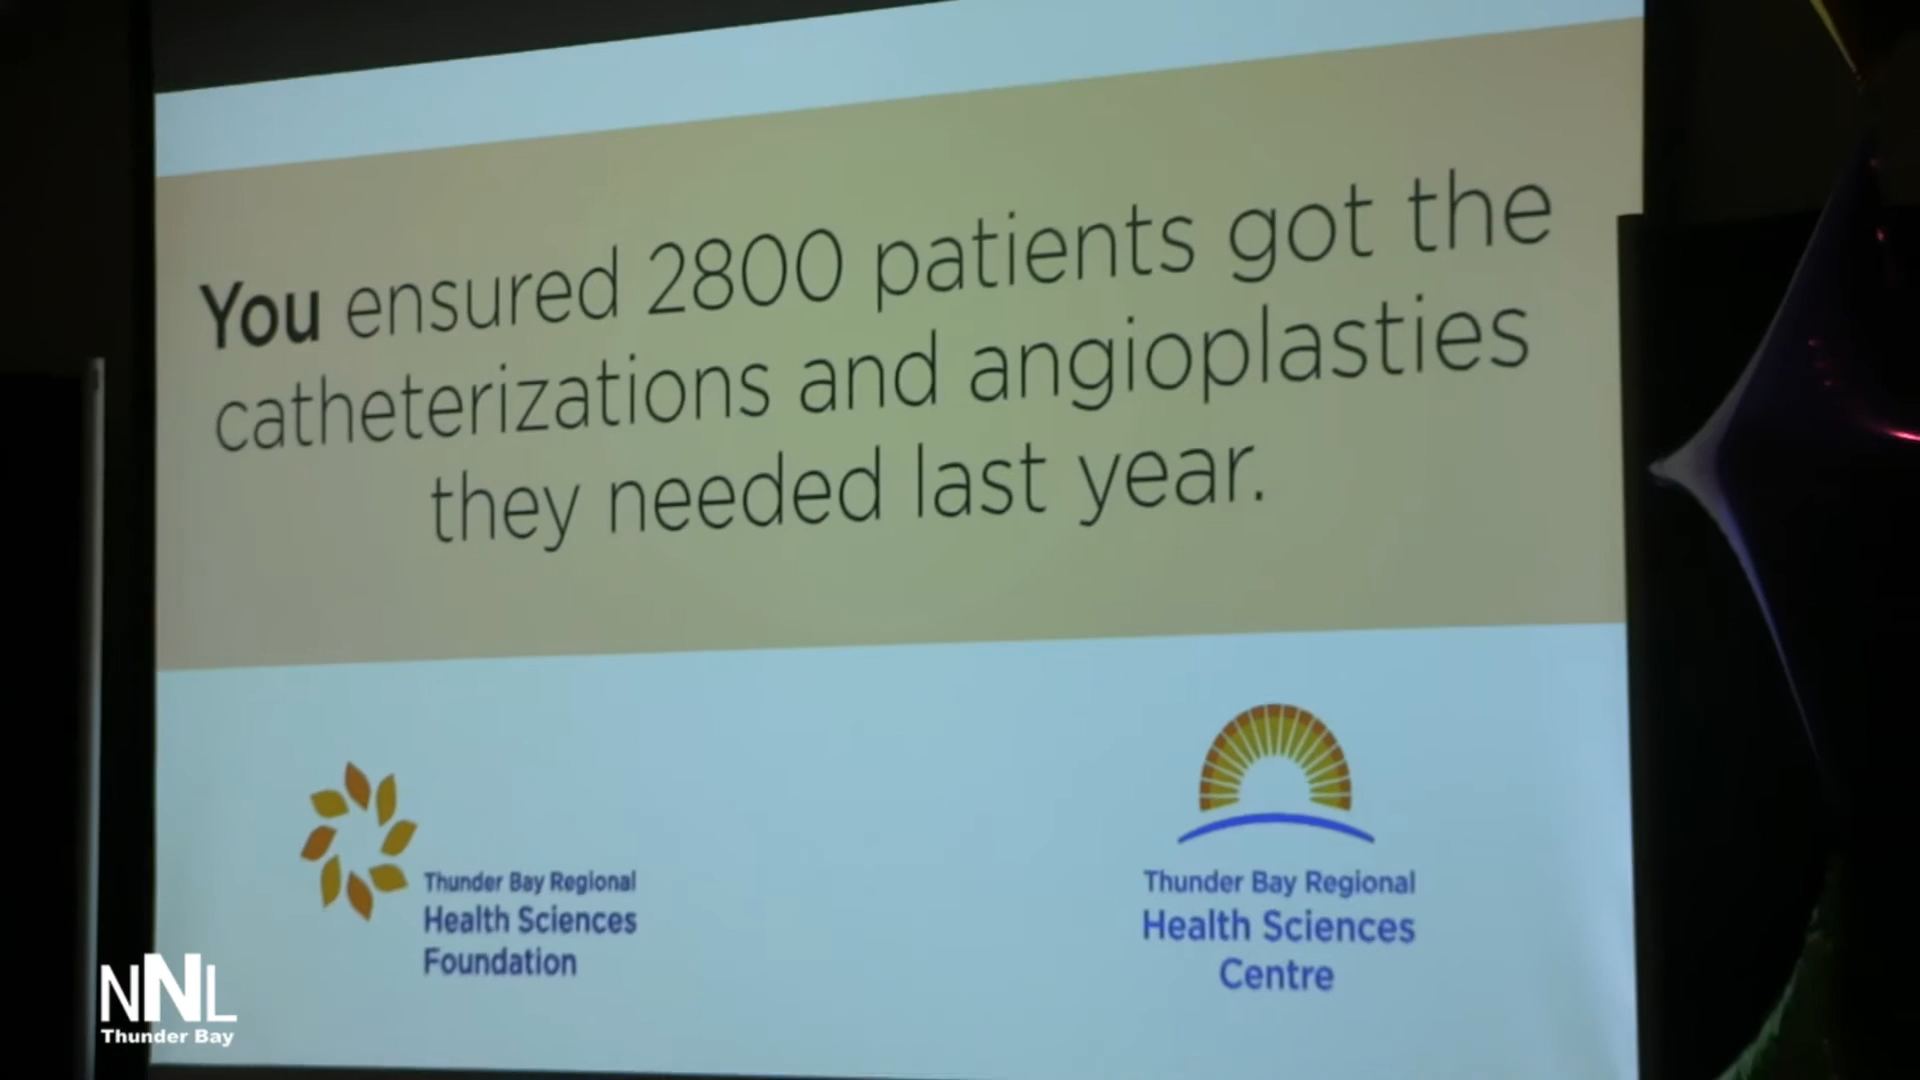 You ensured 2800 patients got the
catheterizations and angioplasties
they needed last year.
Thunder Bay Regional
Health Sciences
Foundation
Thunder Bay Regional
Health Sciences
Centre
NNL
Thunder Bay